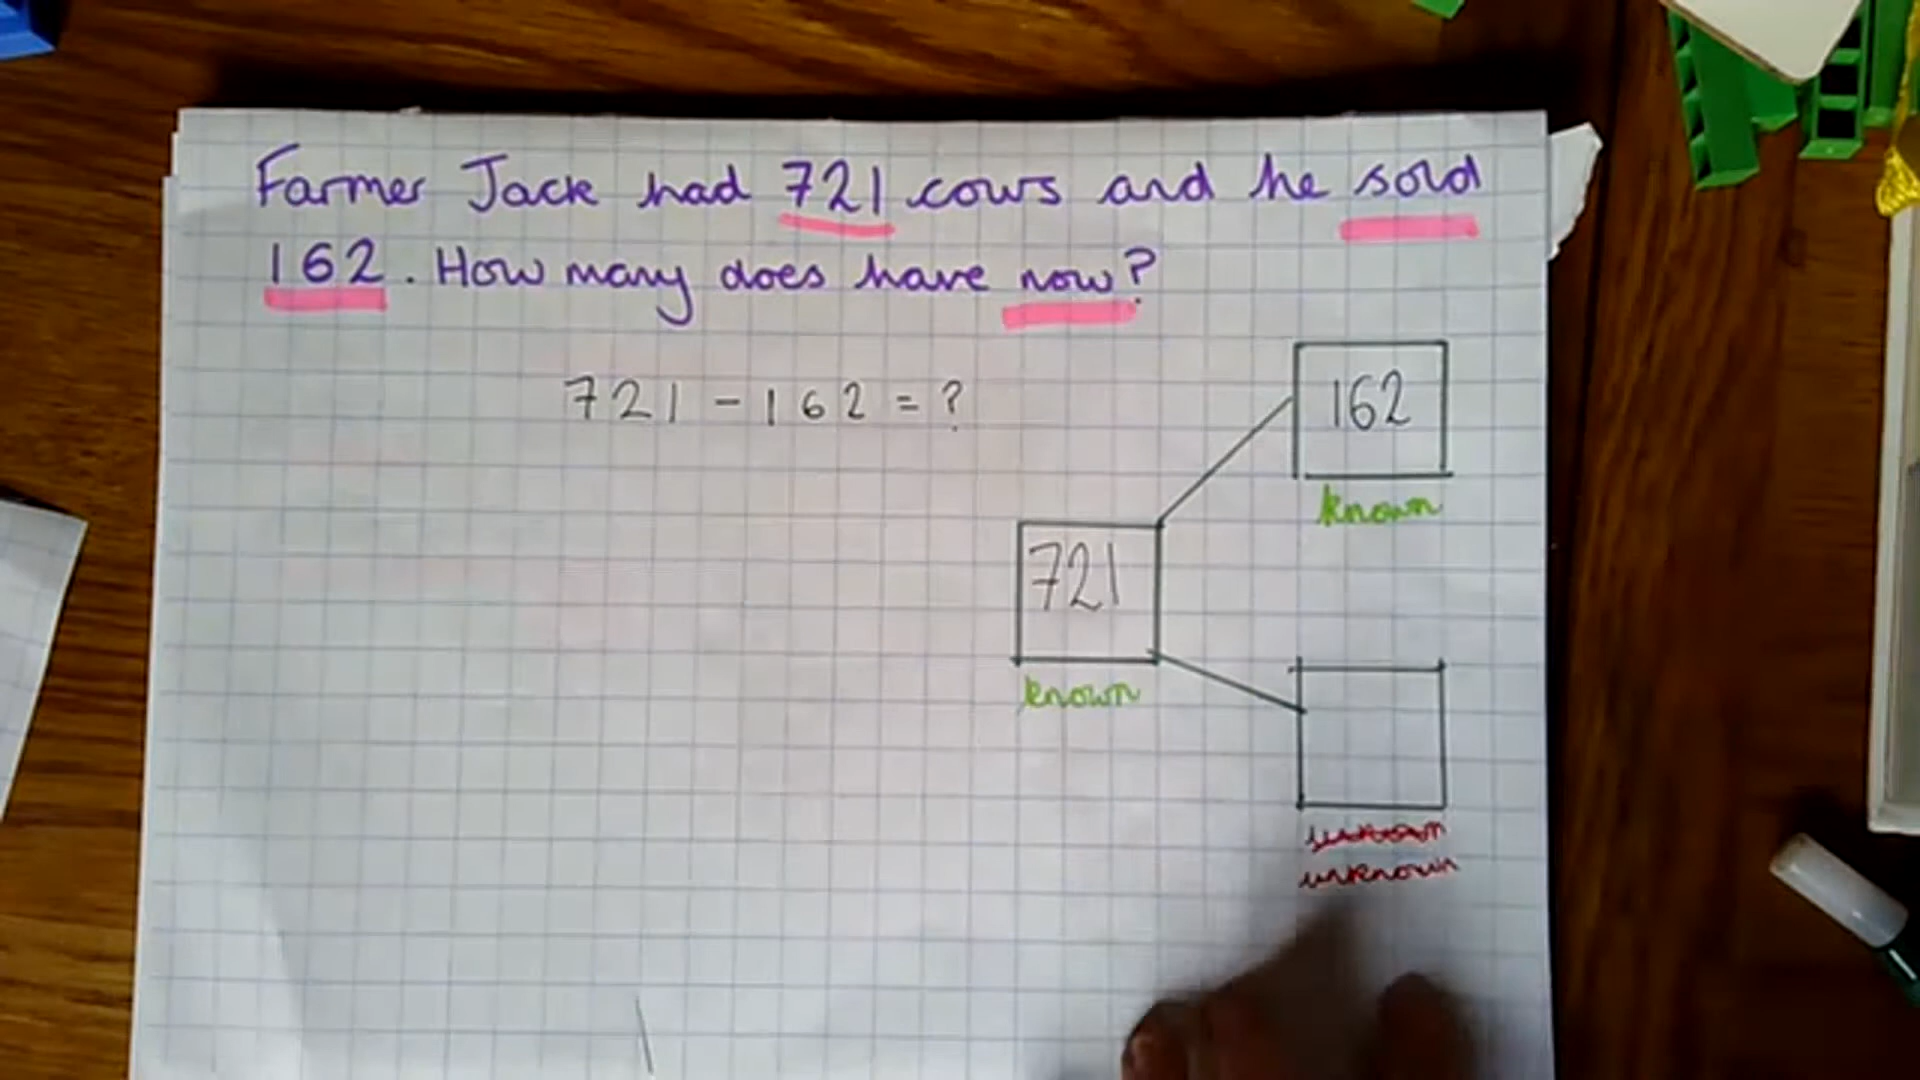 Farmer Jack had 721 cows and he sold
162. How many does have now?
721 - 162 = ?
162
known
721
known
unknown